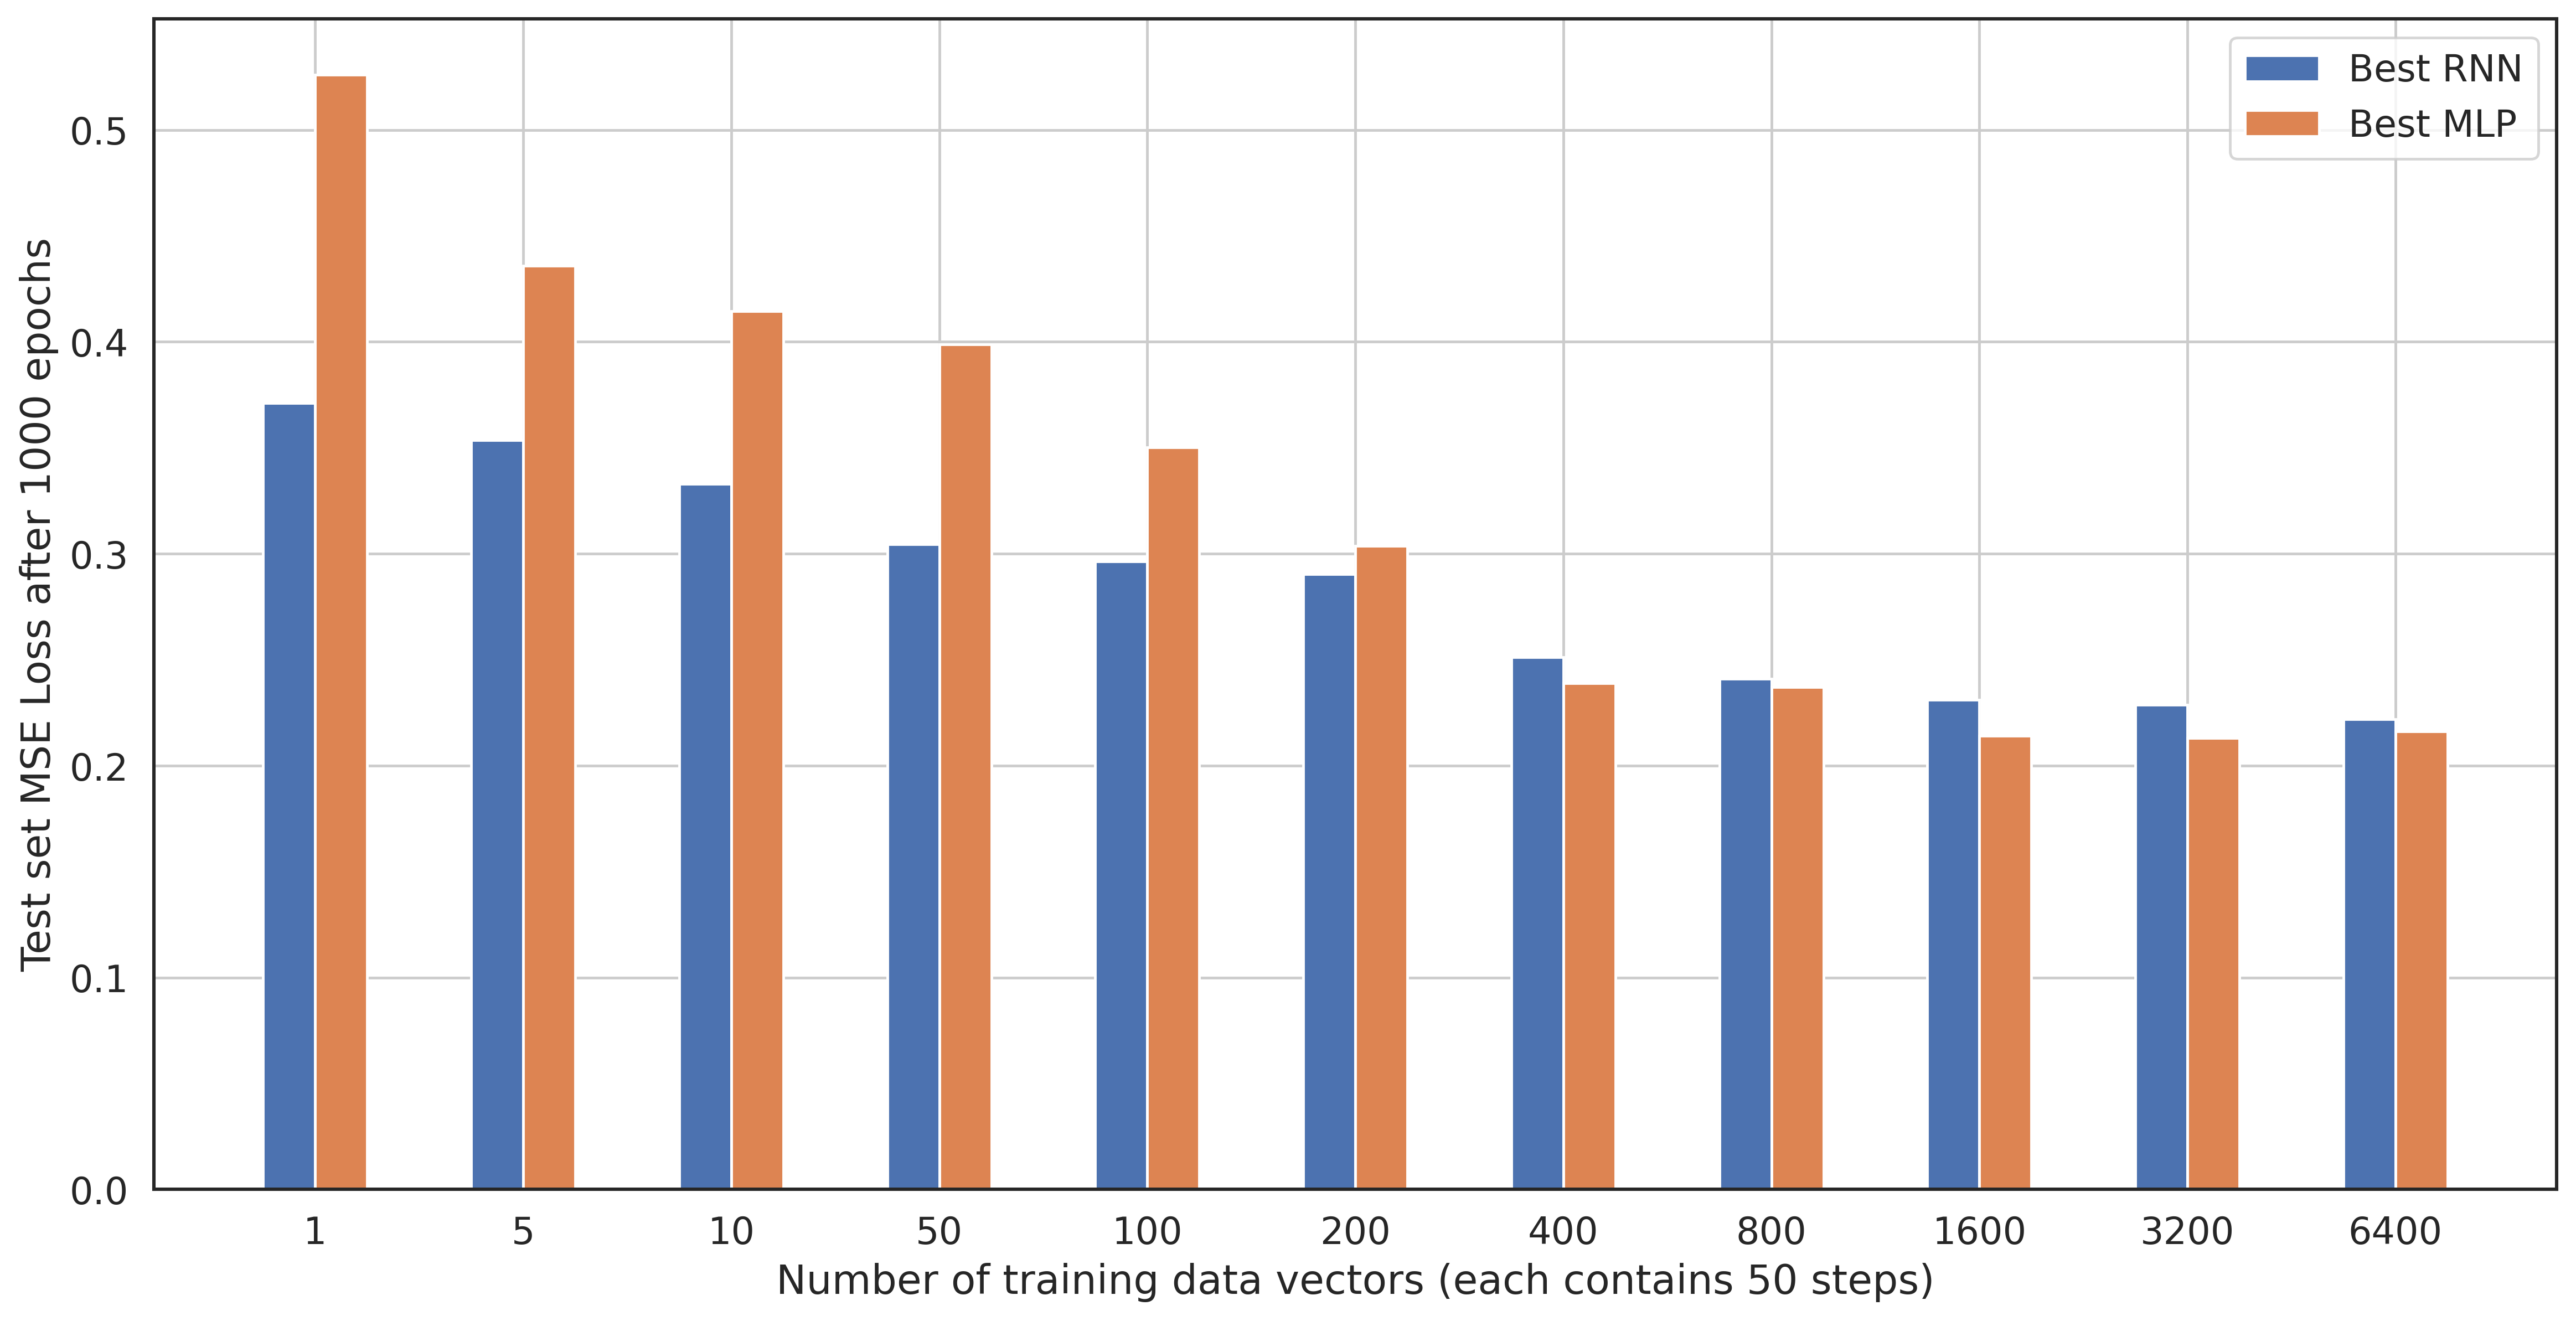 Best RNN
Best MLP
Test set MSE Loss after 1000 epochs
0.5
0.4
0.3
0.2
0.1
0.0
1 5 10 50 100 200 400 800 1600 3200 6400
Number of training data vectors (each contains 50 steps)